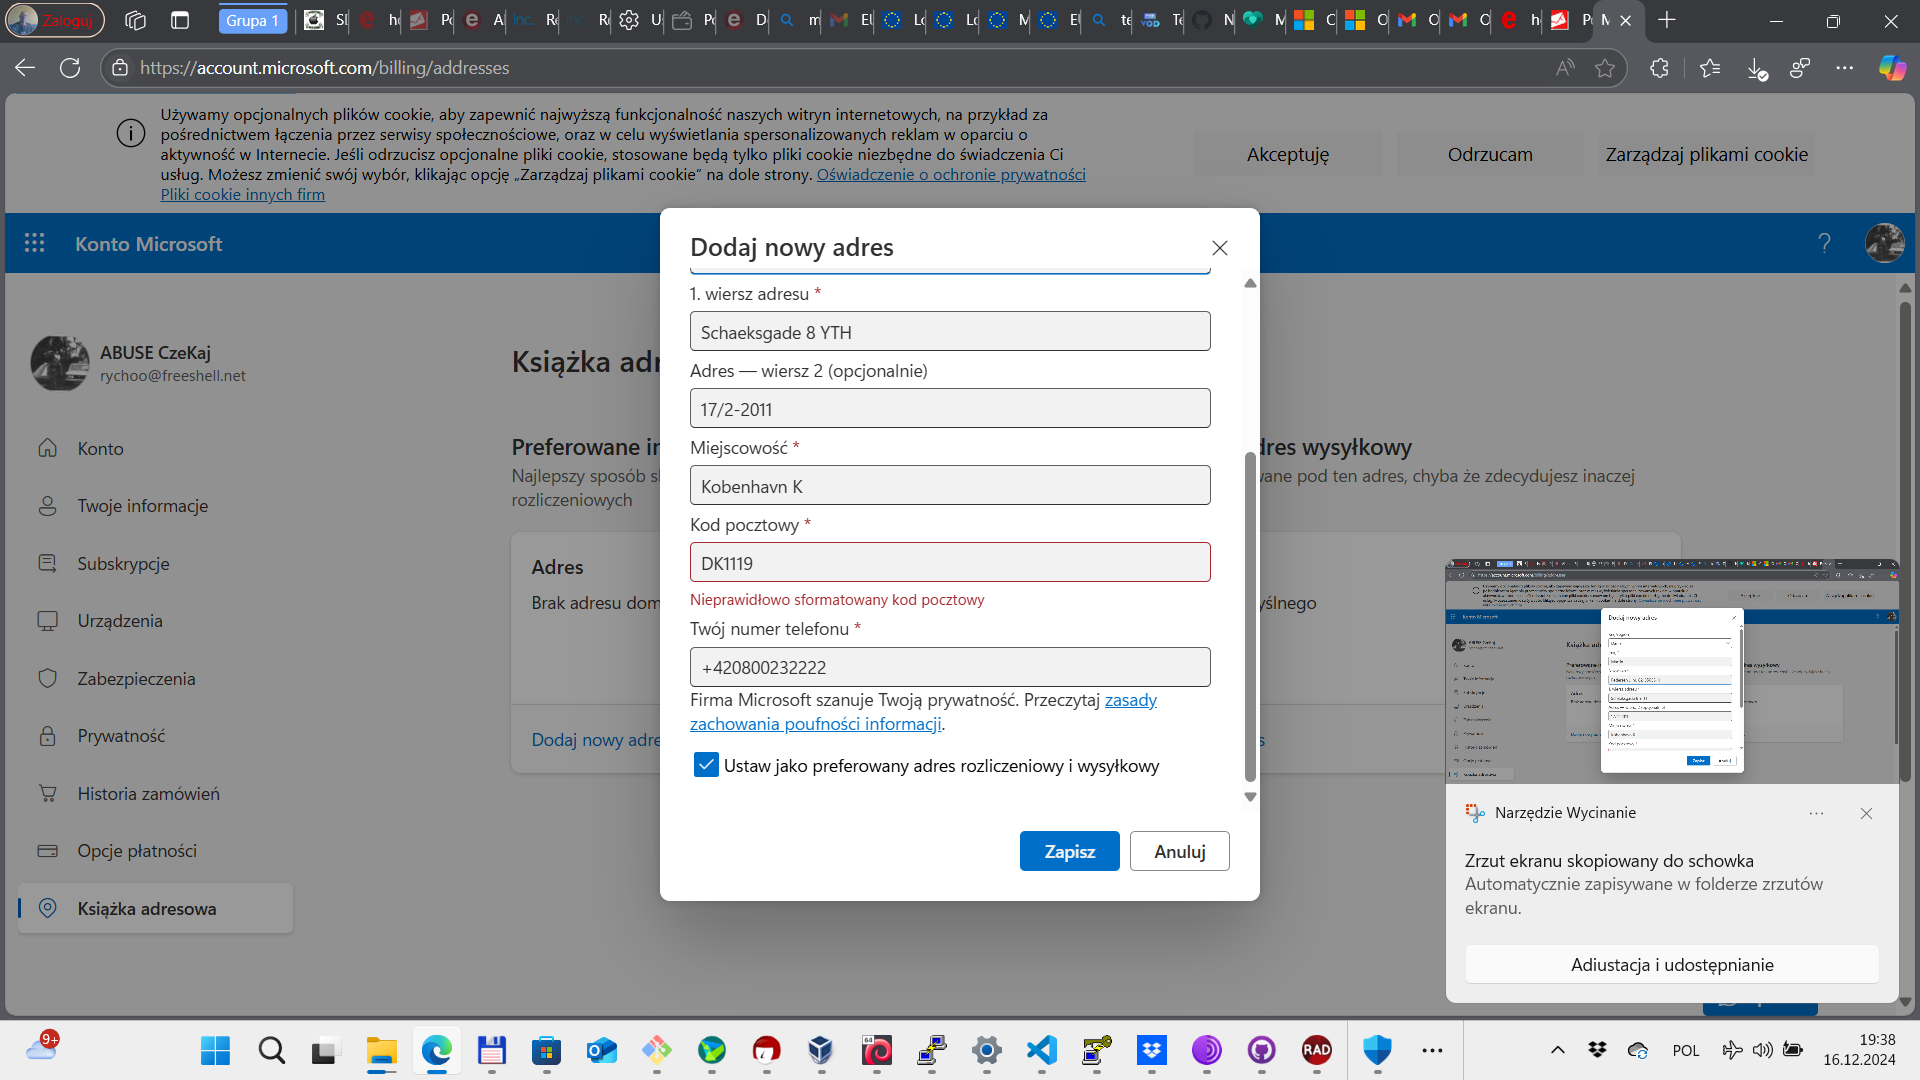 Zaloguj
Grupa 1
https://account.microsoft.com/billing/addresses
Używamy opcjonalnych plików cookie, aby zapewnić najwyższą funkcjonalność naszych witryn internetowych, na przykład za
pośrednictwem łączenia przez serwisy społecznościowe, oraz w celu wyświetlania spersonalizowanych reklam w oparciu o
aktywność w Internecie. Jeśli odrzucisz opcjonalne pliki cookie, stosowane będą tylko pliki cookie niezbędne do świadczenia Ci
usług. Możesz zmienić swój wybór, klikając opcję „Zarządzaj plikami cookie” na dole strony. Oświadczenie o ochronie prywatności
Pliki cookie innych firm
Akceptuję
Odrzucam
Zarządzaj plikami cookie
Konto Microsoft
ABUSE CzeKaj
rychoo@freeshell.net
Konto
Twoje informacje
Subskrypcje
Urządzenia
Zabezpieczenia
Prywatność
Historia zamówień
Opcje płatności
Książka adresowa
Książka adr
Preferowane in
Najlepszy sposób sk
rozliczeniowych
dres wysyłkowy
wane pod ten adres, chyba że zdecydujesz inaczej
Adres
Brak adresu dom
yślnego
Dodaj nowy adre
Dodaj nowy adres
1. wiersz adresu *
Schaeksgade 8 YTH
Adres — wiersz 2 (opcjonalnie)
17/2-2011
Miejscowość *
Kobenhavn K
Kod pocztowy *
DK1119
Nieprawidłowo sformatowany kod pocztowy
Twój numer telefonu *
+420800232222
Firma Microsoft szanuje Twoją prywatność. Przeczytaj zasady
zachowania poufności informacji.
Ustaw jako preferowany adres rozliczeniowy i wysyłkowy
Zapisz
Anuluj
Narzędzie Wycinanie
Zrzut ekranu skopiowany do schowka
Automatycznie zapisywane w folderze zrzutów
ekranu.
Adiustacja i udostępnianie
9+
64
RAD
POL
19:38
16.12.2024